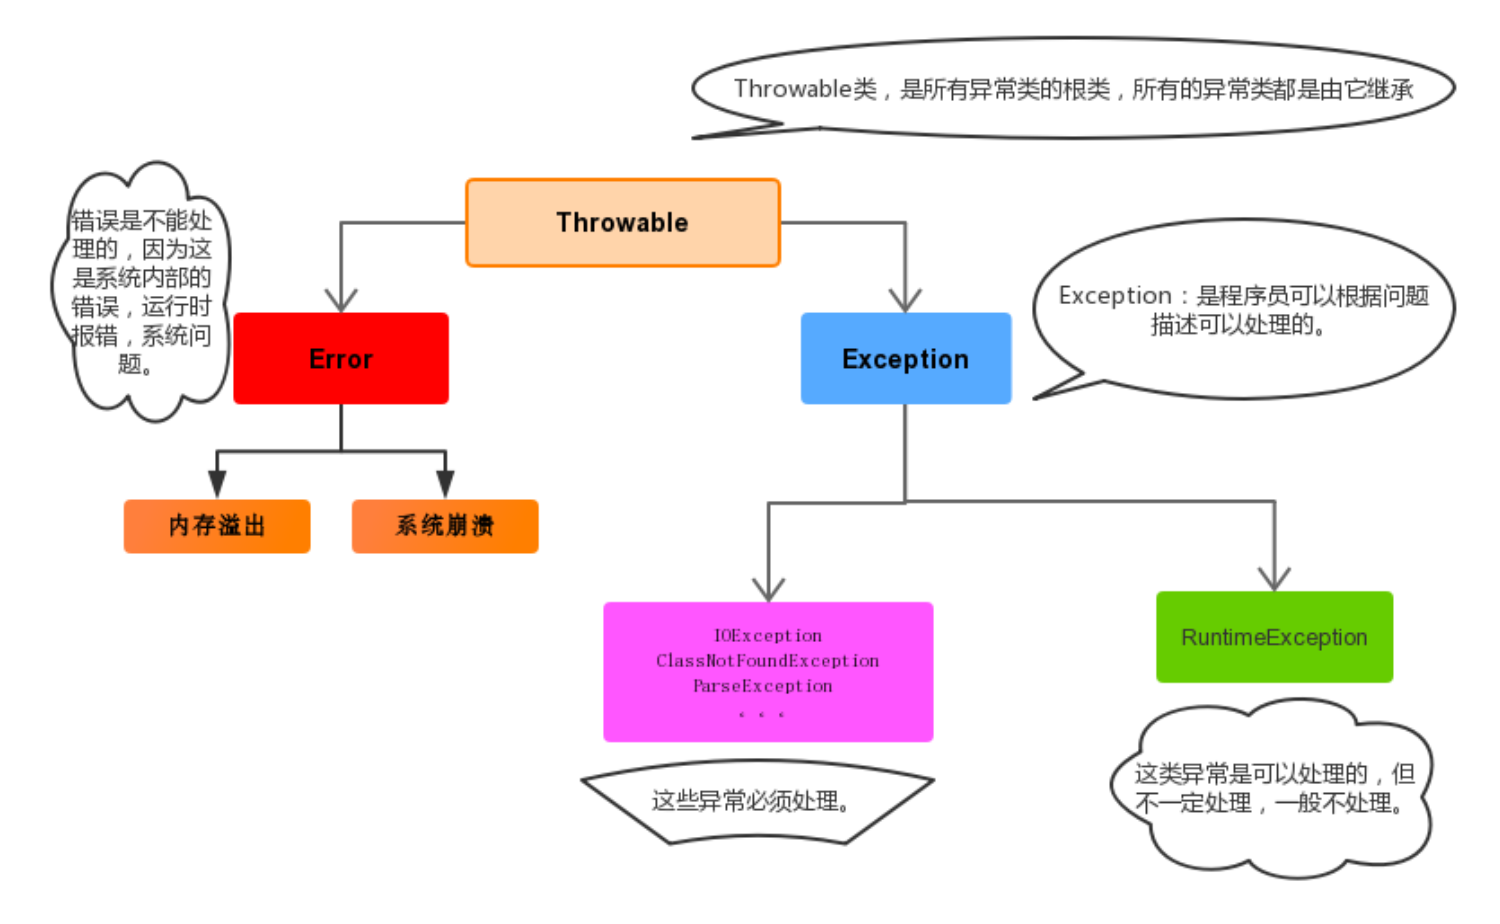 Throwable类，是所有异常类的根类，所有的异常类都是由它继承
Throwable
错误是不能处
理的，因为这
是系统内部的
错误，运行时
报错，系统问
题。
Error
Exception
Exception：是程序员可以根据问题
描述可以处理的。
内存溢出
系统崩溃
IOException
ClassNotFoundException
ParseException
。。。
RuntimeException
这些异常必须处理。
这类异常是可以处理的，但
不一定处理，一般不处理。